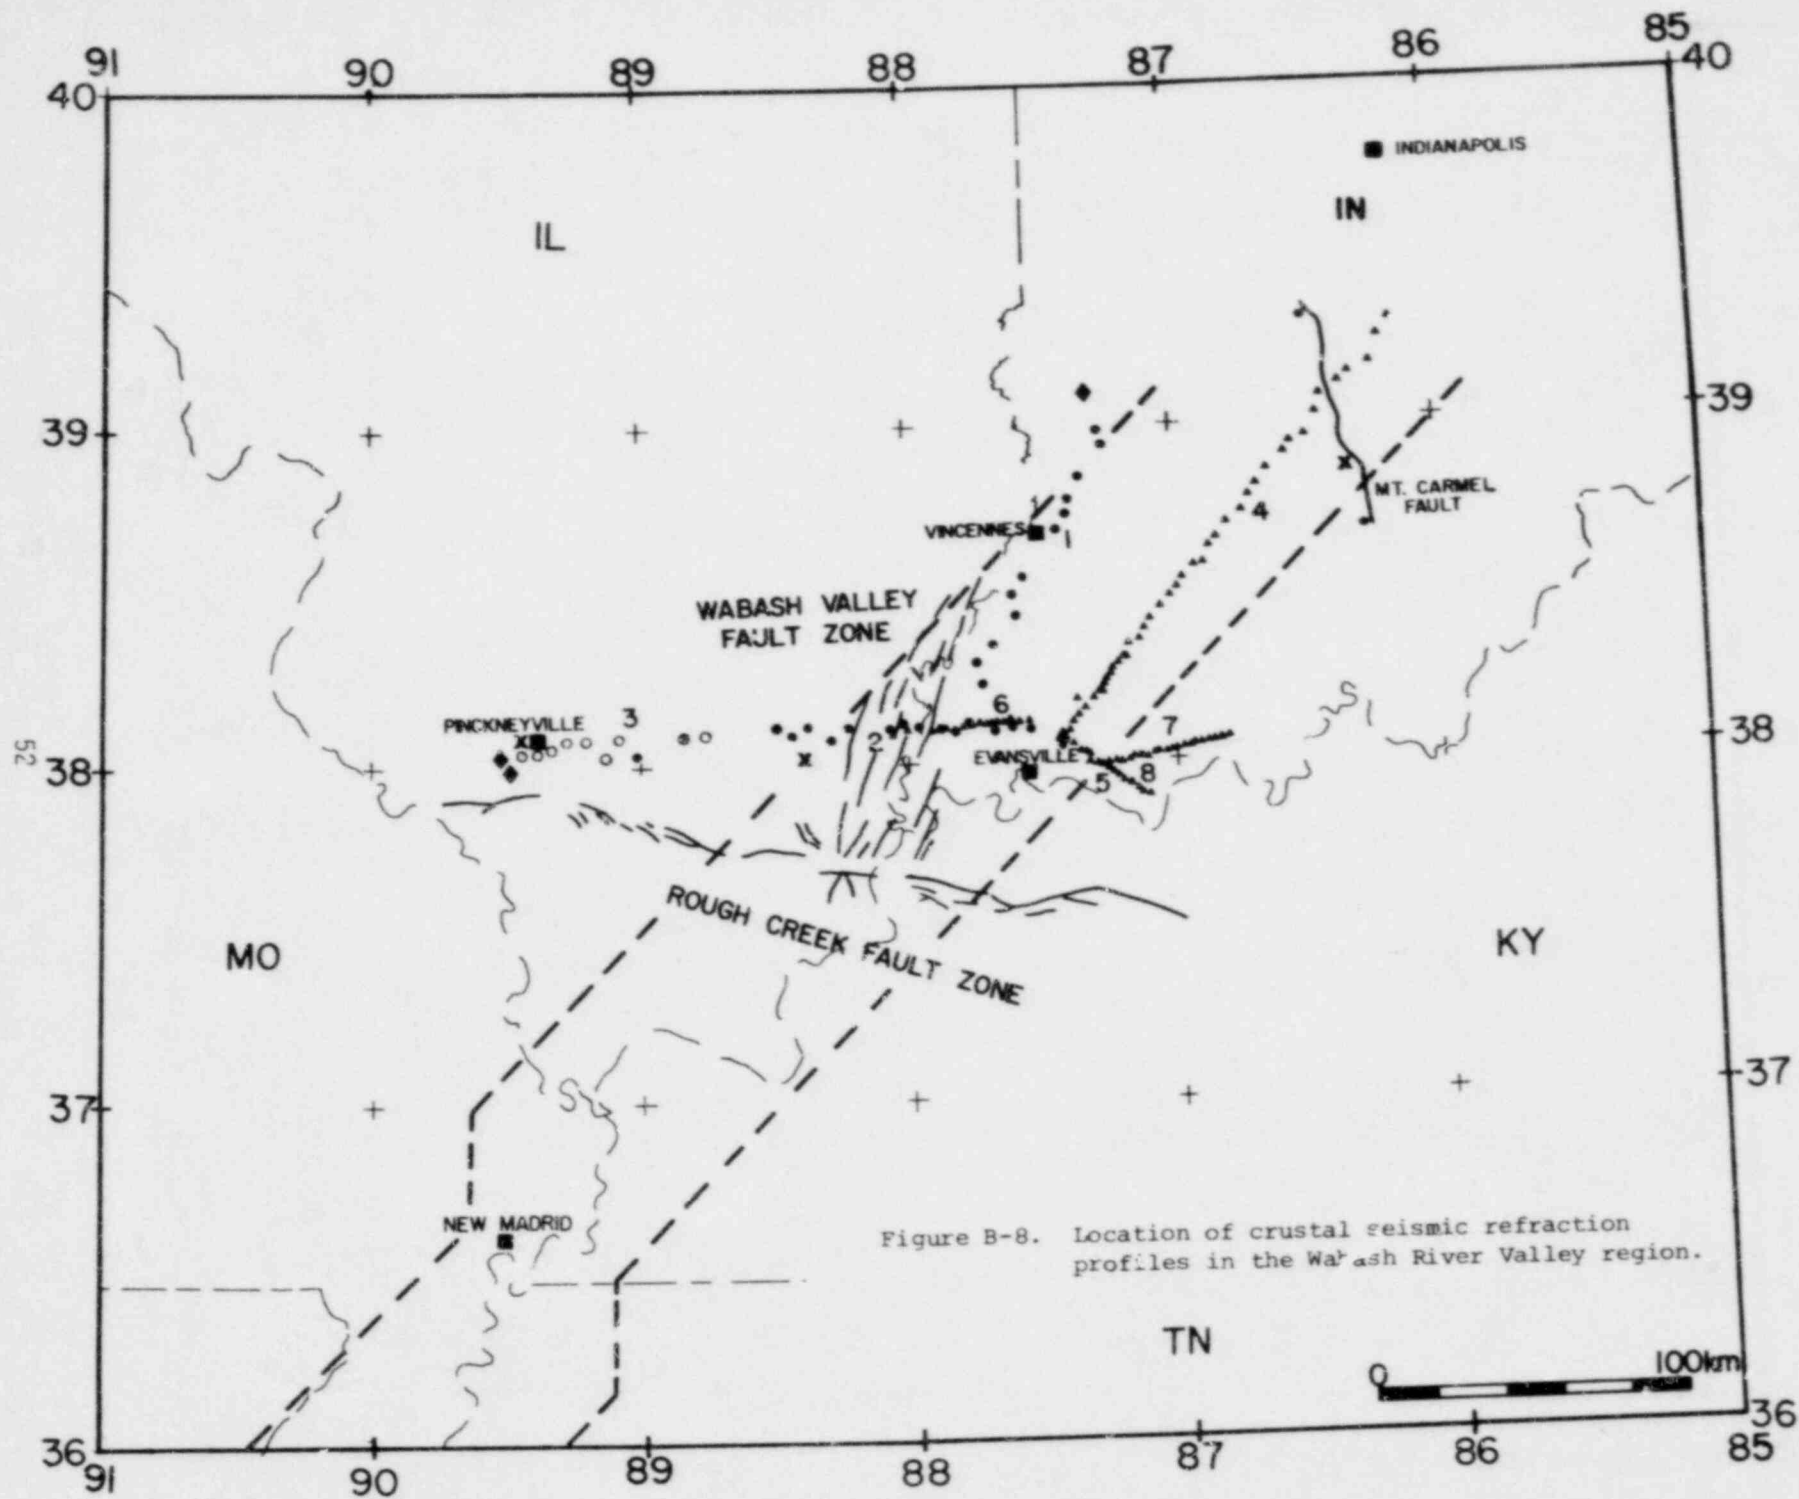 91 90 89 88 87 86 85
40 40
INDIANAPOLIS
IN
IL
39 39
MT. CARMEL
FAULT
4
1
VINCENNES
1
WABASH VALLEY
FAULT ZONE
PINCKNEYVILLE
3
6
2
7
EVANSVILLE
5
8
38 38
52
ROUGH CREEK FAULT ZONE
MO
KY
37 37
NEW MADRID
Figure B-8. Location of crustal seismic refraction
profiles in the Wabash River Valley region.
TN
0 100km
36 36
91 90 89 88 87 86 85